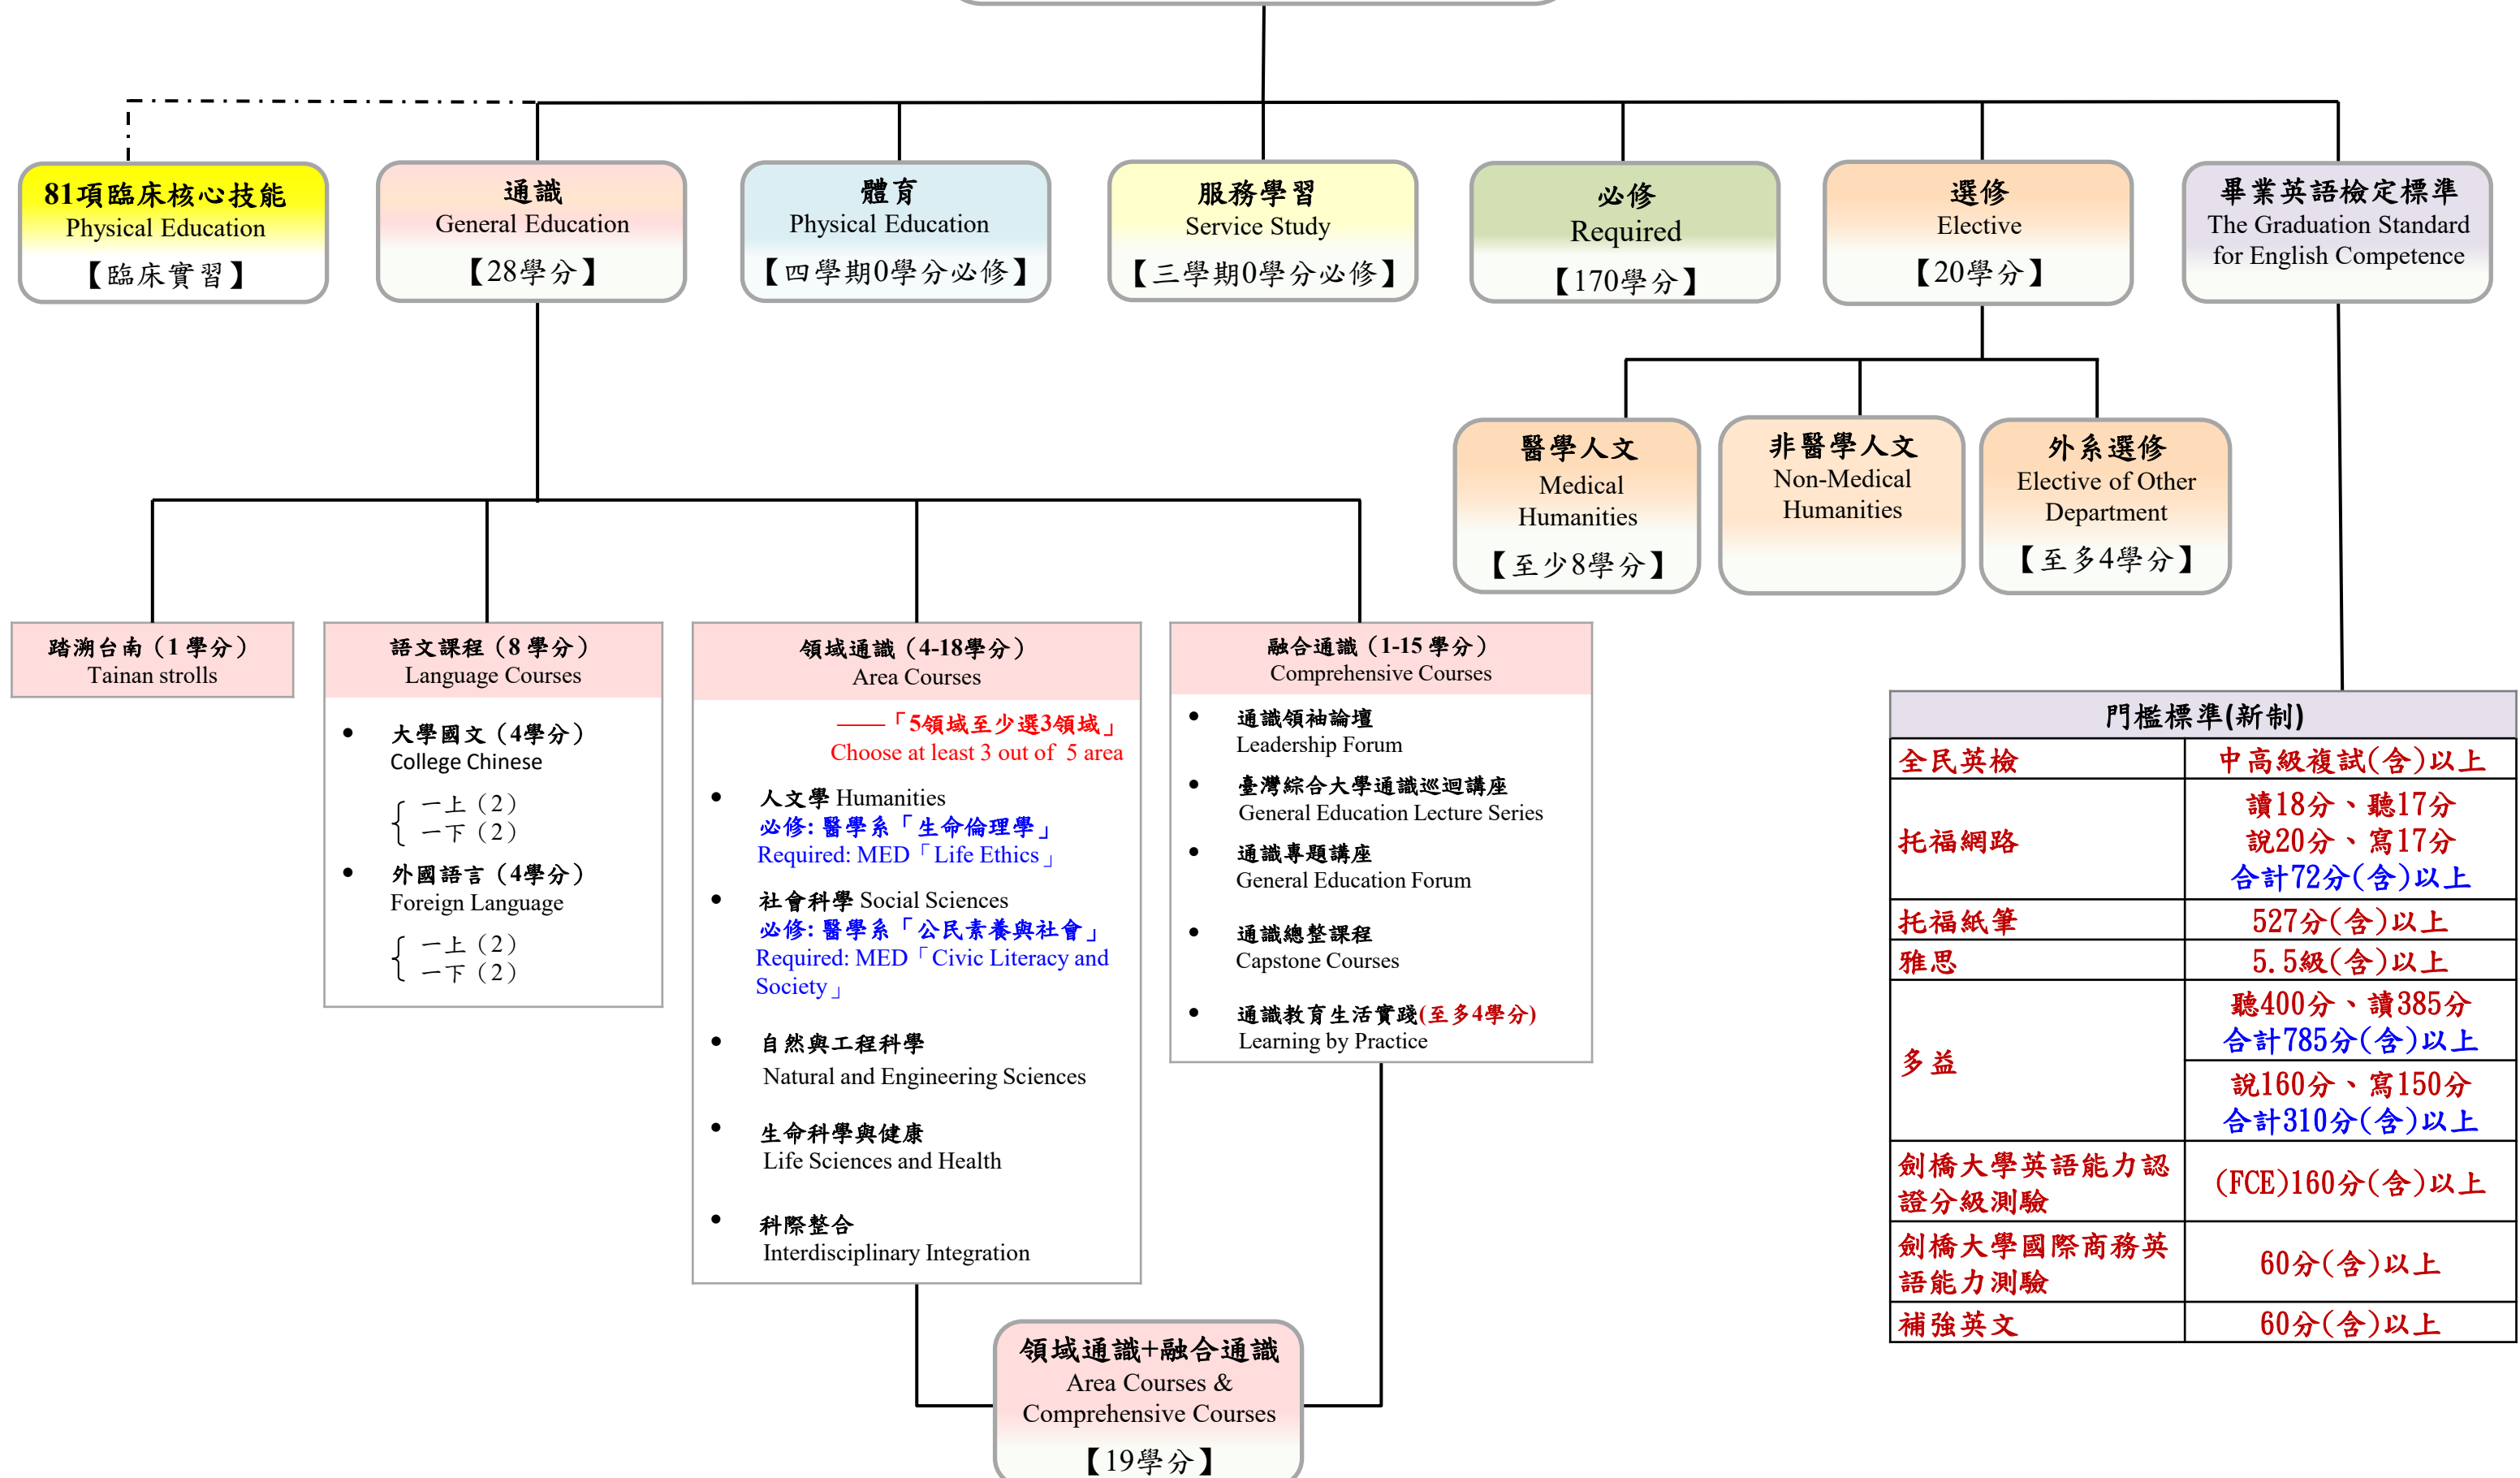 81項臨床核心技能
Physical Education
【臨床實習】
通識
General Education
【28學分】
體育
Physical Education
【四學期0學分必修】
服務學習
Service Study
【三學期0學分必修】
必修
Required
【170學分】
選修
Elective
【20學分】
畢業英語檢定標準
The Graduation Standard
for English Competence
醫學人文
Medical
Humanities
【至少8學分】
非醫學人文
Non-Medical
Humanities
外系選修
Elective of Other
Department
【至多4學分】
踏溯台南（1 學分）
Tainan strolls
語文課程（8 學分）
Language Courses
• 大學國文（4學分）
College Chinese
一上（2）
一下（2）
• 外國語言（4學分）
Foreign Language
一上（2）
一下（2）
領域通識（4-18學分）
Area Courses
——「5領域至少選3領域」
Choose at least 3 out of 5 area
• 人文學 Humanities
必修: 醫學系「生命倫理學」
Required: MED「Life Ethics」
• 社會科學 Social Sciences
必修: 醫學系「公民素養與社會」
Required: MED「Civic Literacy and
Society」
• 自然與工程科學
Natural and Engineering Sciences
• 生命科學與健康
Life Sciences and Health
• 科際整合
Interdisciplinary Integration
融合通識（1-15 學分）
Comprehensive Courses
• 通識領袖論壇
Leadership Forum
• 臺灣綜合大學通識巡迴講座
General Education Lecture Series
• 通識專題講座
General Education Forum
• 通識總整課程
Capstone Courses
• 通識教育生活實踐(至多4學分)
Learning by Practice
領域通識+融合通識
Area Courses &
Comprehensive Courses
【19學分】
門檻標準(新制)
全民英檢
中高級複試(含)以上
托福網路
讀18分、聽17分
說20分、寫17分
合計72分(含)以上
托福紙筆
527分(含)以上
雅思
5.5級(含)以上
多益
聽400分、讀385分
合計785分(含)以上
說160分、寫150分
合計310分(含)以上
劍橋大學英語能力認
證分級測驗
(FCE)160分(含)以上
劍橋大學國際商務英
語能力測驗
60分(含)以上
補強英文
60分(含)以上